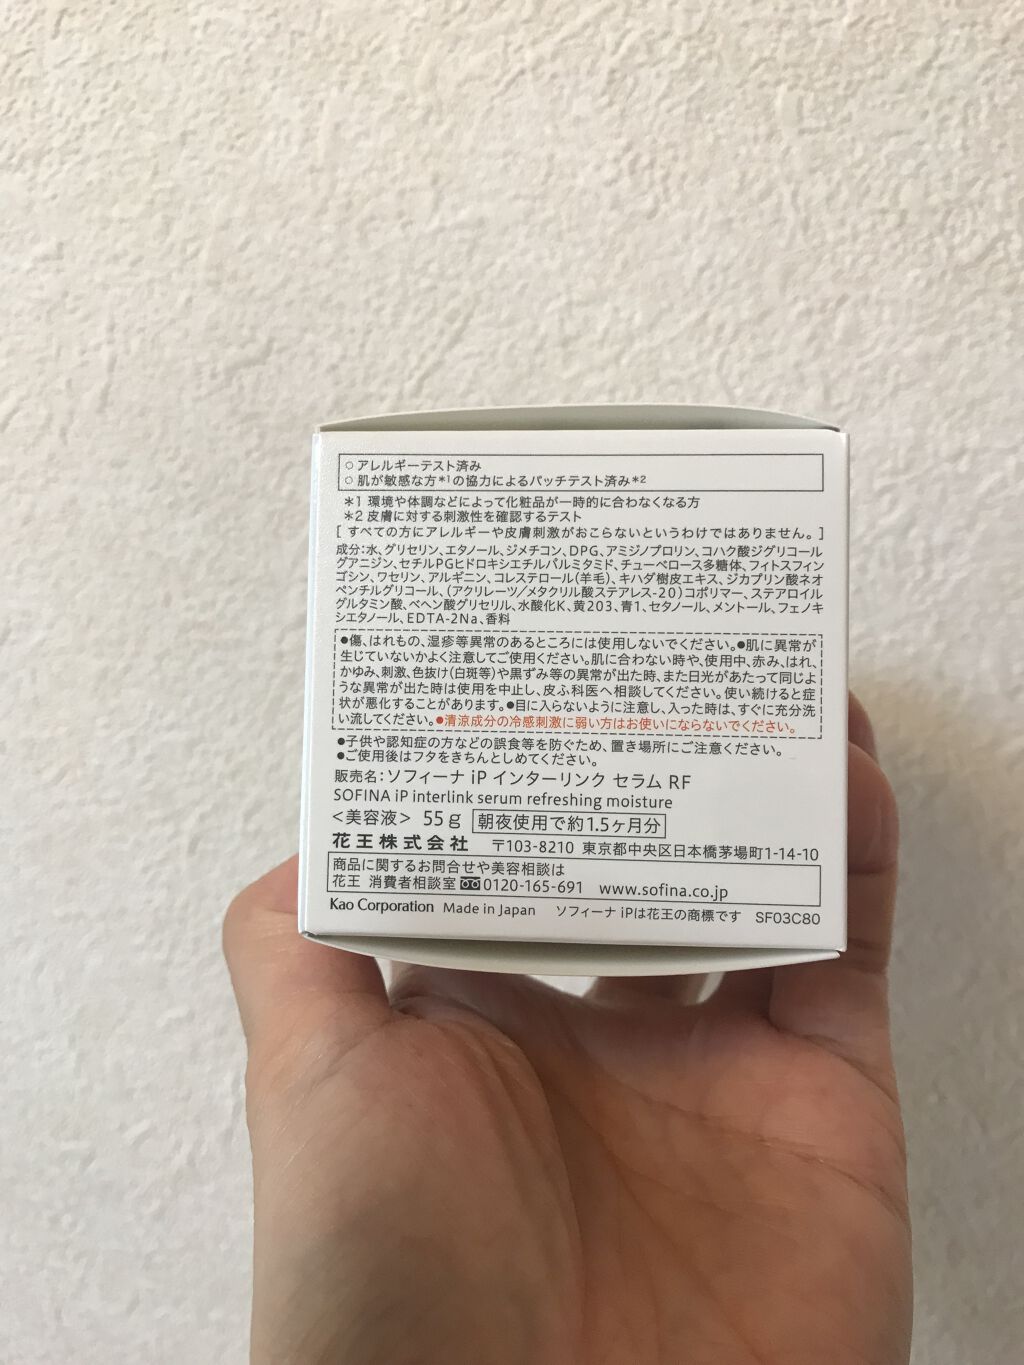 ○ アレルギーテスト済み
○ 肌が敏感な方*1の協力によるパッチテスト済み*2
*1 環境や体調などによって化粧品が一時的に合わなくなる方
*2 皮膚に対する刺激性を確認するテスト
[ すべての方にアレルギーや皮膚刺激がおこらないというわけではありません。]
成分:水、グリセリン、エタノール、ジメチコン、DPG、アミジノプロリン、コハク酸ジグリコール
グアニジン、セチルPGヒドロキシエチルパルミタミド、チューベロース多糖体、フィトスフィン
ゴシン、ワセリン、アルギニン、コレステロール(羊毛)、キハダ樹皮エキス、ジカプリン酸ネオ
ペンチルグリコール、(アクリレーツ/メタクリル酸ステアレス-20)コポリマー、ステアロイル
グルタミン酸、ベヘン酸グリセリル、水酸化K、黄203、青1、セタノール、メントール、フェノキ
シエタノール、EDTA-2Na、香料
●傷、はれもの、湿疹等異常のあるところには使用しないでください。●肌に異常が
生じていないかよく注意してご使用ください。肌に合わない時や、使用中、赤み、はれ、
かゆみ、刺激、色抜け(白斑等)や黒ずみ等の異常が出た時、また日光があたって同じよ
うな異常が出た時は使用を中止し、皮ふ科医へ相談してください。使い続けると症
状が悪化することがあります。●目に入らないように注意し、入った時は、すぐに充分洗
い流してください。●清涼成分の冷感刺激に弱い方はお使いにならないでください。
●子供や認知症の方などの誤食等を防ぐため、置き場所にご注意ください。
●ご使用後はフタをきちんとしめてください。
販売名:ソフィーナ iP インターリンク セラム RF
SOFINA iP interlink serum refreshing moisture
<美容液> 55g 朝夜使用で約1.5ヶ月分
花王株式会社 〒103-8210 東京都中央区日本橋茅場町1-14-10
商品に関するお問合せや美容相談は
花王 消費者相談室 0120-165-691 www.sofina.co.jp
Kao Corporation Made in Japan ソフィーナ iPは花王の商標です SF03C80